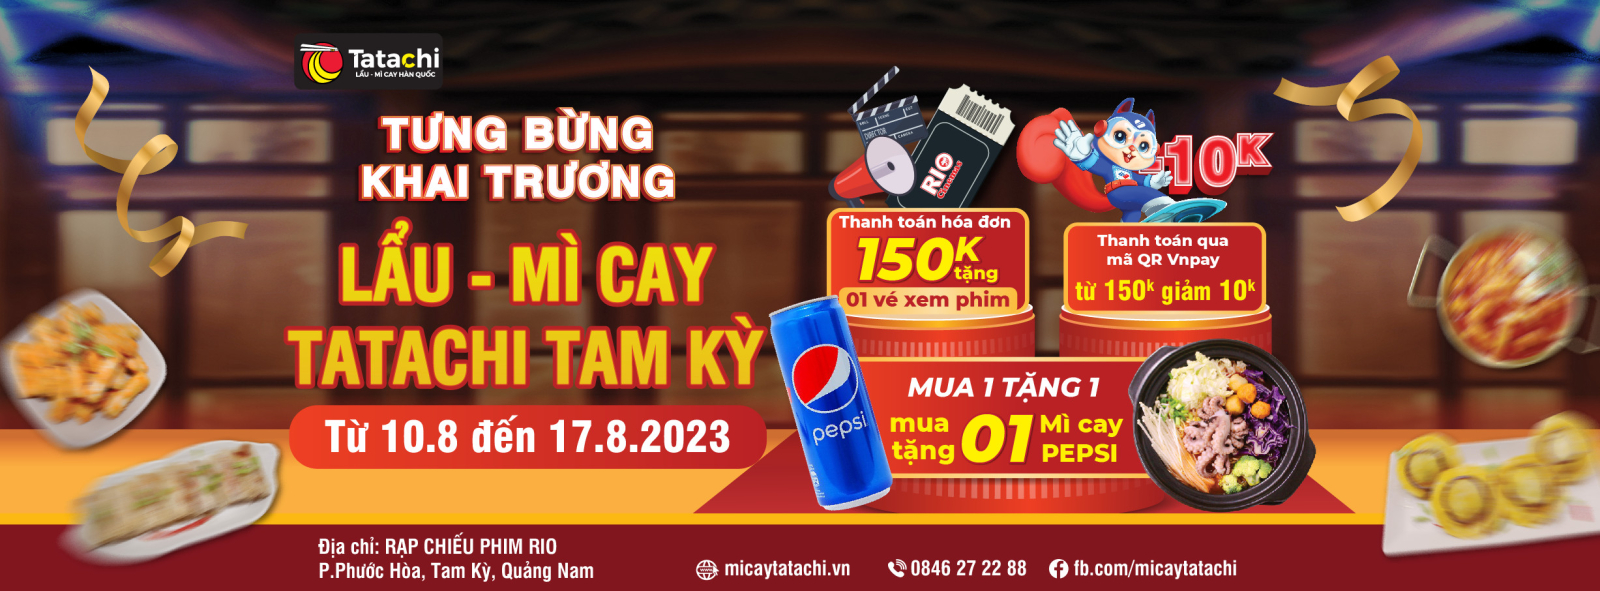 Tatachi
LẨU - MÌ CAY HÀN QUỐC
TƯNG BỪNG
KHAI TRƯƠNG
LẨU - MÌ CAY
TATACHI TAM KỲ
Từ 10.8 đến 17.8.2023
DIRECTOR
CAMERA
RIO
Cinemas
-10K
Thanh toán hóa đơn
150K
tặng
01 vé xem phim
Thanh toán qua
mã QR Vnpay
từ 150k giảm 10k
MUA 1 TẶNG 1
mua
tặng
01
Mì cay
PEPSI
pepsi
Địa chỉ: RẠP CHIẾU PHIM RIO
P.Phước Hòa, Tam Kỳ, Quảng Nam
micaytatachi.vn
0846 27 22 88
fb.com/micaytatachi